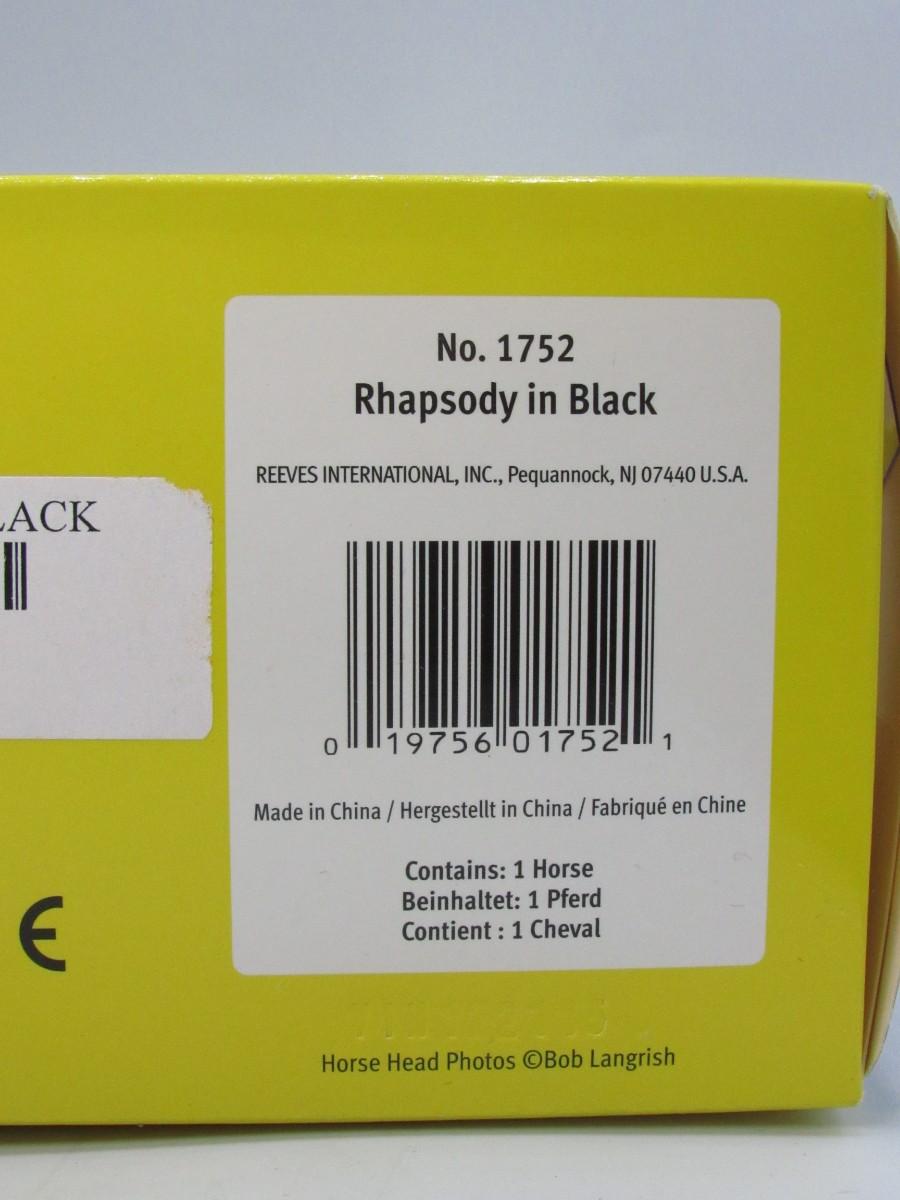 No. 1752
Rhapsody in Black
REEVES INTERNATIONAL, INC., Pequannock, NJ 07440 U.S.A.
LACK
0 19756 01752 1
Made in China / Hergestellt in China / Fabriqué en Chine
Contains: 1 Horse
Beinhaltet: 1 Pferd
Contient : 1 Cheval
CE
Horse Head Photos ©Bob Langrish